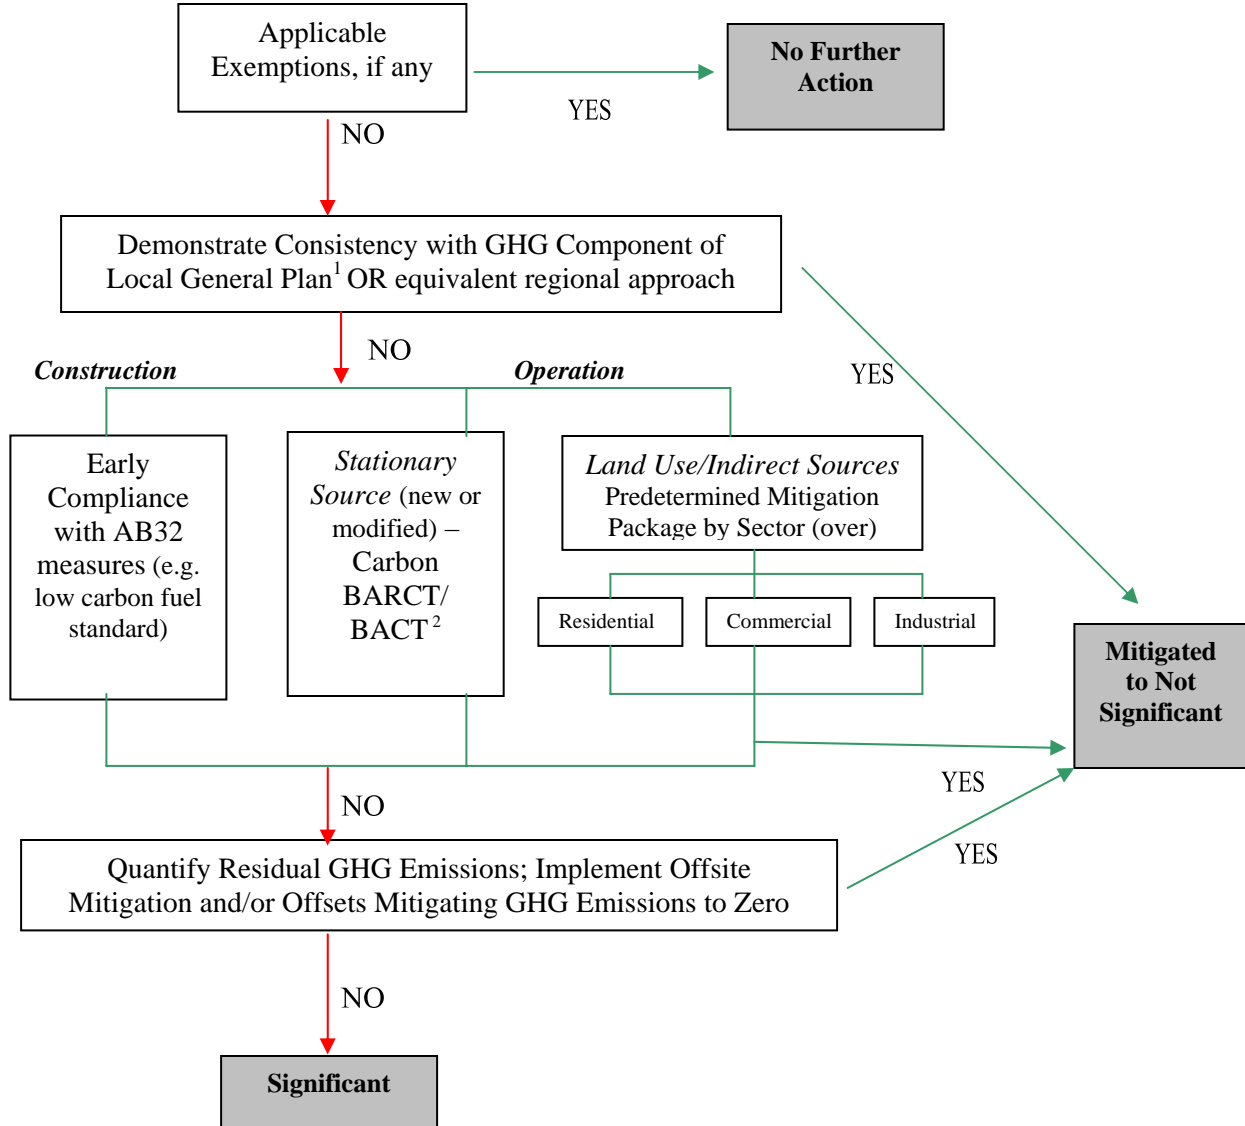 Applicable
Exemptions, if any
No Further
Action
YES
NO
Demonstrate Consistency with GHG Component of
Local General Plan¹ OR equivalent regional approach
NO
YES
Construction
Operation
Early
Compliance
with AB32
measures (e.g.
low carbon fuel
standard)
Stationary
Source (new or
modified) –
Carbon
BARCT/
BACT ²
Land Use/Indirect Sources
Predetermined Mitigation
Package by Sector (over)
Residential
Commercial
Industrial
Mitigated
to Not
Significant
YES
NO
YES
Quantify Residual GHG Emissions; Implement Offsite
Mitigation and/or Offsets Mitigating GHG Emissions to Zero
NO
Significant